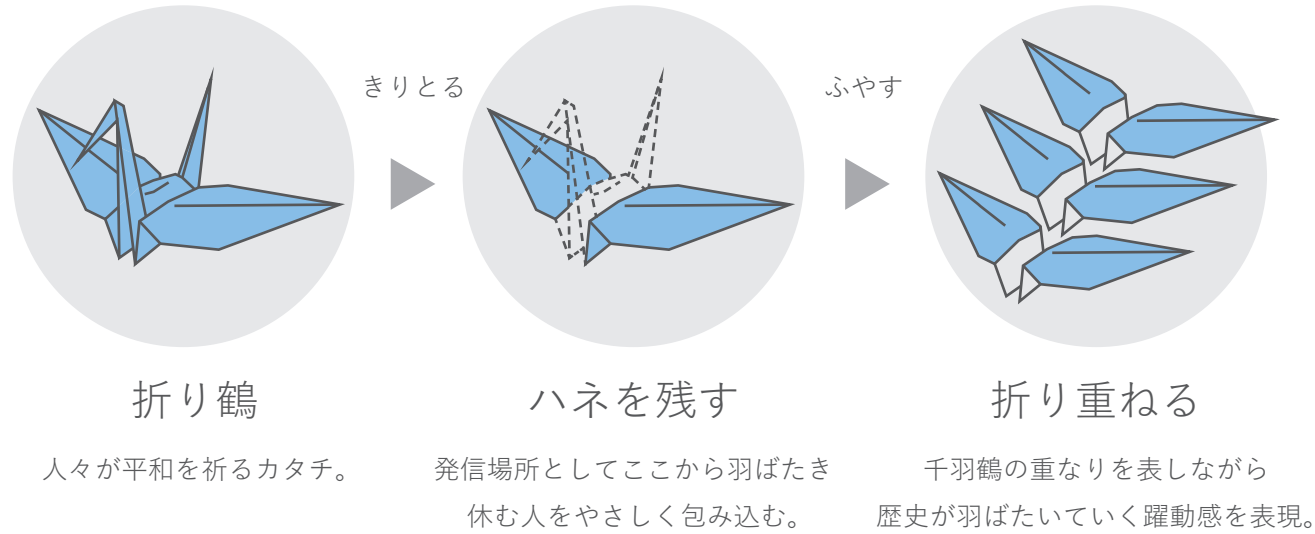 きりとる
ふやす
折り鶴
人々が平和を祈るカタチ。
ハネを残す
発信場所としてここから羽ばたき
休む人をやさしく包み込む。
折り重ねる
千羽鶴の重なりを表しながら
歴史が羽ばたいていく躍動感を表現。